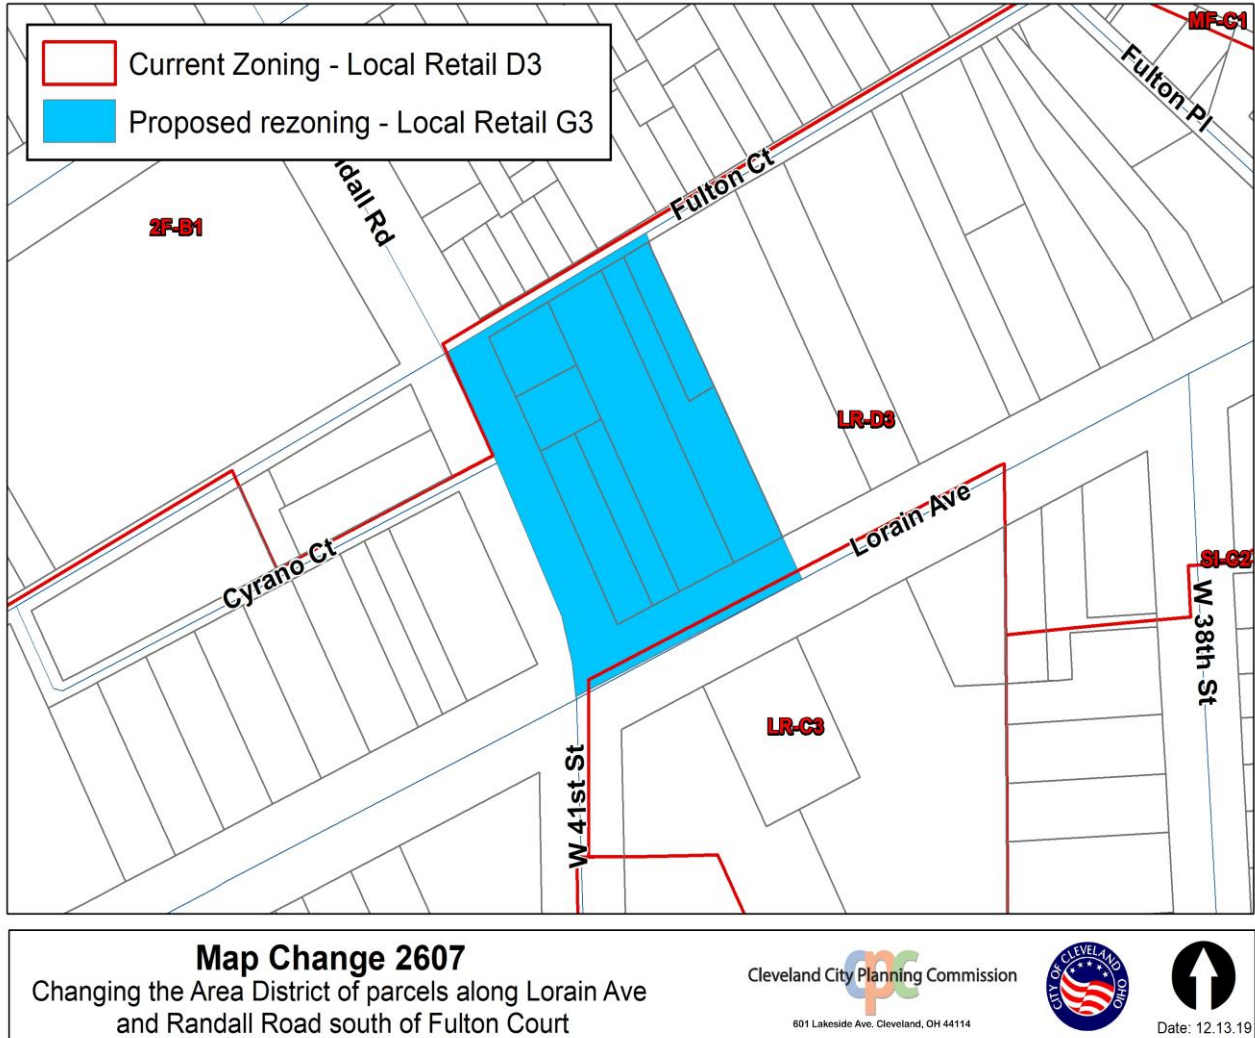 Current Zoning - Local Retail D3
Proposed rezoning - Local Retail G3
MF-C1
Fulton Pl
Fulton Ct
ndall Rd
2F-B1
LR-D3
Lorain Ave
Cyrano Ct
SI-C2
W 38th St
LR-C3
W 41st St
Map Change 2607
Changing the Area District of parcels along Lorain Ave
and Randall Road south of Fulton Court
Cleveland City Planning Commission
cpc
601 Lakeside Ave. Cleveland, OH 44114
CITY OF CLEVELAND OHIO
Date: 12.13.19